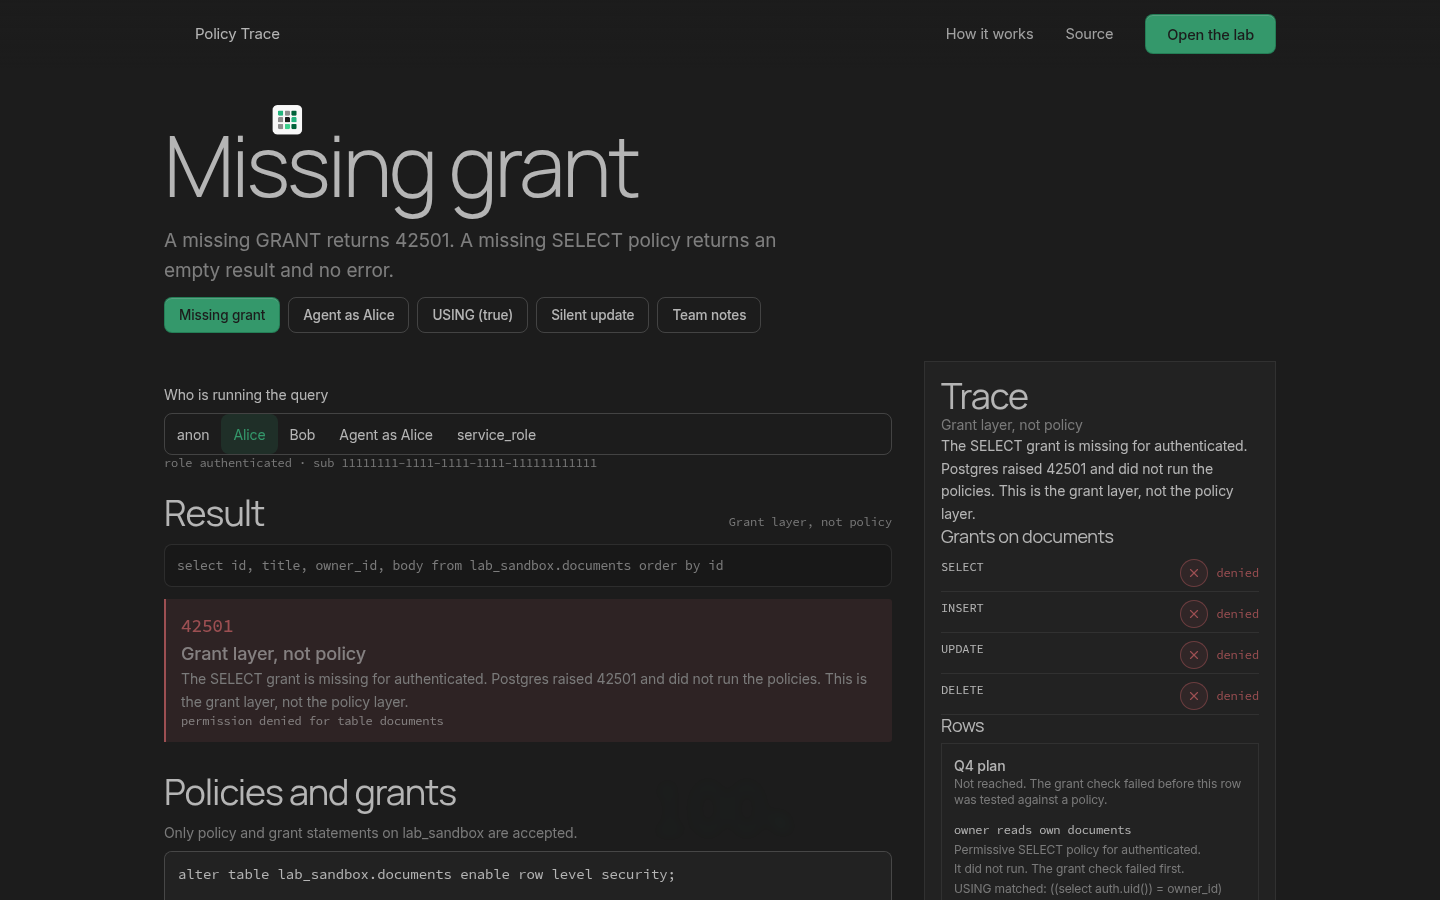 Policy Trace
How it works
Source
Open the lab
Missing grant
A missing GRANT returns 42501. A missing SELECT policy returns an
empty result and no error.
Missing grant
Agent as Alice
USING (true)
Silent update
Team notes
Who is running the query
anon
Alice
Bob
Agent as Alice
service_role
role authenticated · sub 11111111-1111-1111-1111-111111111111
Result
Grant layer, not policy
select id, title, owner_id, body from lab_sandbox.documents order by id
42501
Grant layer, not policy
The SELECT grant is missing for authenticated. Postgres raised 42501 and did not run the policies. This is
the grant layer, not the policy layer.
permission denied for table documents
Policies and grants
Only policy and grant statements on lab_sandbox are accepted.
alter table lab_sandbox.documents enable row level security;
Trace
Grant layer, not policy
The SELECT grant is missing for authenticated.
Postgres raised 42501 and did not run the
policies. This is the grant layer, not the policy
layer.
Grants on documents
SELECT
denied
INSERT
denied
UPDATE
denied
DELETE
denied
Rows
Q4 plan
Not reached. The grant check failed before this row
was tested against a policy.
owner reads own documents
Permissive SELECT policy for authenticated.
It did not run. The grant check failed first.
USING matched: ((select auth.uid()) = owner_id)